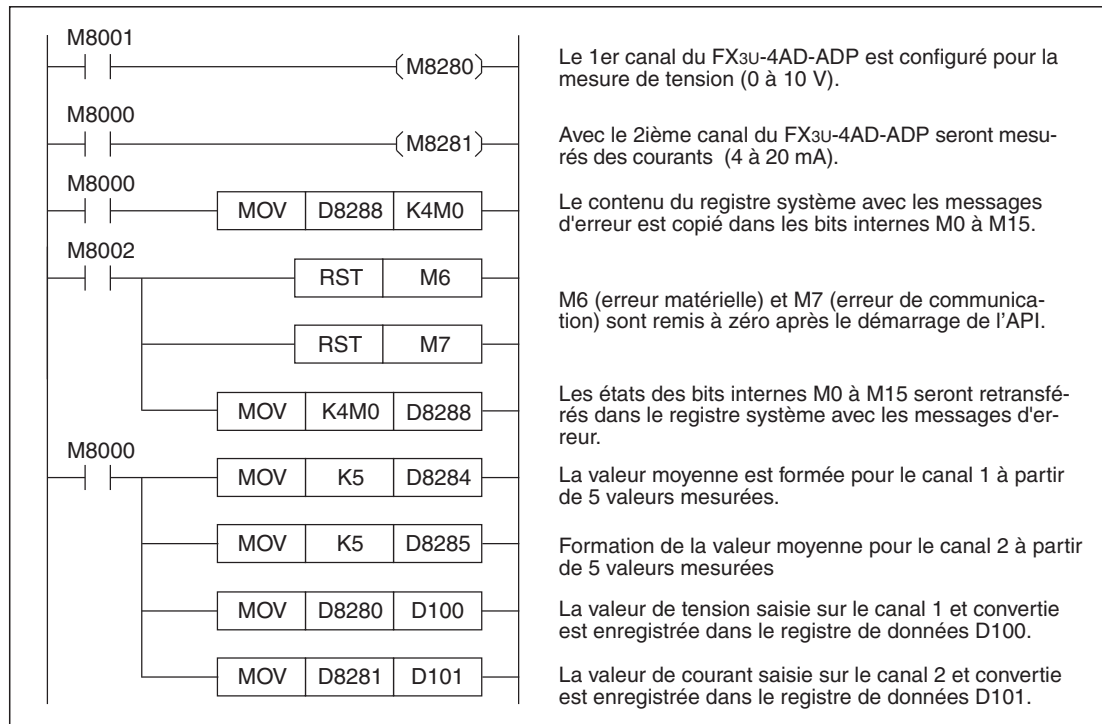 M8001
M8280
Le 1er canal du FX3U-4AD-ADP est configuré pour la
mesure de tension (0 à 10 V).
M8000
M8281
Avec le 2ième canal du FX3U-4AD-ADP seront mesu-
rés des courants (4 à 20 mA).
M8000
MOV D8288 K4M0
Le contenu du registre système avec les messages
d'erreur est copié dans les bits internes M0 à M15.
M8002
RST M6
RST M7
M6 (erreur matérielle) et M7 (erreur de communica-
tion) sont remis à zéro après le démarrage de l'API.
MOV K4M0 D8288
Les états des bits internes M0 à M15 seront retransfé-
rés dans le registre système avec les messages d'er-
reur.
M8000
MOV K5 D8284
La valeur moyenne est formée pour le canal 1 à partir
de 5 valeurs mesurées.
MOV K5 D8285
Formation de la valeur moyenne pour le canal 2 à partir
de 5 valeurs mesurées
MOV D8280 D100
La valeur de tension saisie sur le canal 1 et convertie
est enregistrée dans le registre de données D100.
MOV D8281 D101
La valeur de courant saisie sur le canal 2 et convertie
est enregistrée dans le registre de données D101.